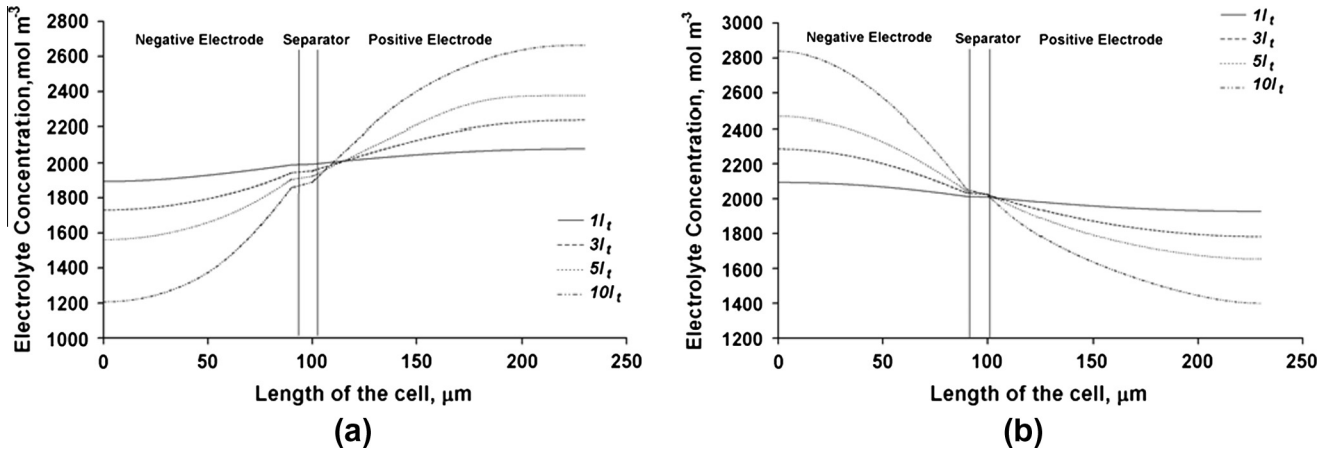 Electrolyte Concentration,mol m-3
2800
2600
2400
2200
2000
1800
1600
1400
1200
1000
Negative Electrode
Separator
Positive Electrode
1It
3It
5It
10It
0
50
100
150
200
250
Length of the cell, μm
(a)
Electrolyte Concentration, mol m-3
3000
2800
2600
2400
2200
2000
1800
1600
1400
1200
Negative Electrode
Separator
Positive Electrode
1It
3It
5It
10It
0
50
100
150
200
250
Length of the cell, μm
(b)